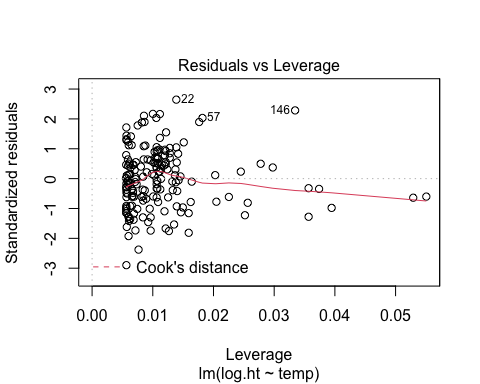 Residuals vs Leverage
Standardized residuals
3
2
1
0
-1
-2
-3
22
57
146
Cook's distance
0.00 0.01 0.02 0.03 0.04 0.05
Leverage
lm(log.ht ~ temp)